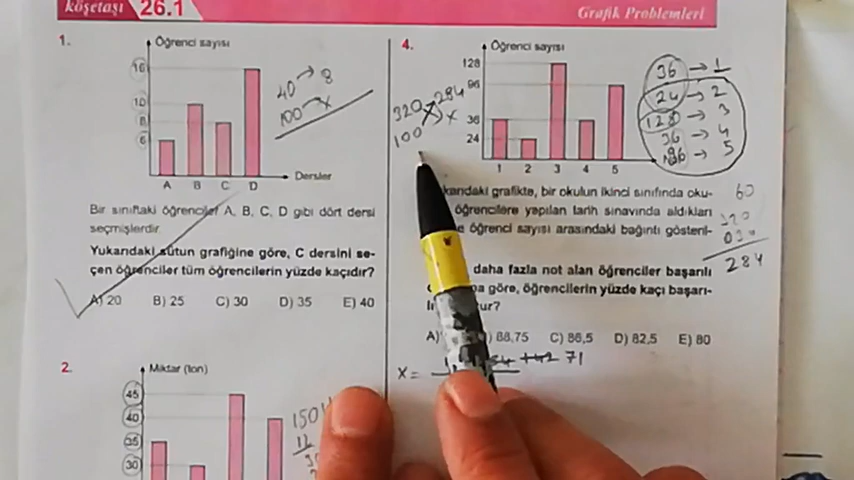 köşetaşı 26.1
Grafik Problemleri
1.
Öğrenci sayısı
16
10
8
6
A B C D
Dersler
40 → 8
100 → x
Bir sınıftaki öğrenciler A, B, C, D gibi dört dersi
seçmişlerdir.
Yukarıdaki sütun grafiğine göre, C dersini se-
çen öğrenciler tüm öğrencilerin yüzde kaçıdır?
A) 20 B) 25 C) 30 D) 35 E) 40
2.
Miktar (ton)
45
40
35
30
150
4.
Öğrenci sayısı
128
96
36
24
1 2 3 4 5
320 284
100 x
36 → 1
24 → 2
128 → 3
36 → 4
96 → 5
60
320
036
284
kandaki grafikte, bir okulun ikinci sınıfında oku-
öğrencilere yapılan tarih sınavında aldıkları
e öğrenci sayısı arasındaki bağıntı gösteril-
daha fazla not alan öğrenciler başarılı
göre, öğrencilerin yüzde kaçı başarı-
A) 88,75 C) 86,5 D) 82,5 E) 80
x = 71